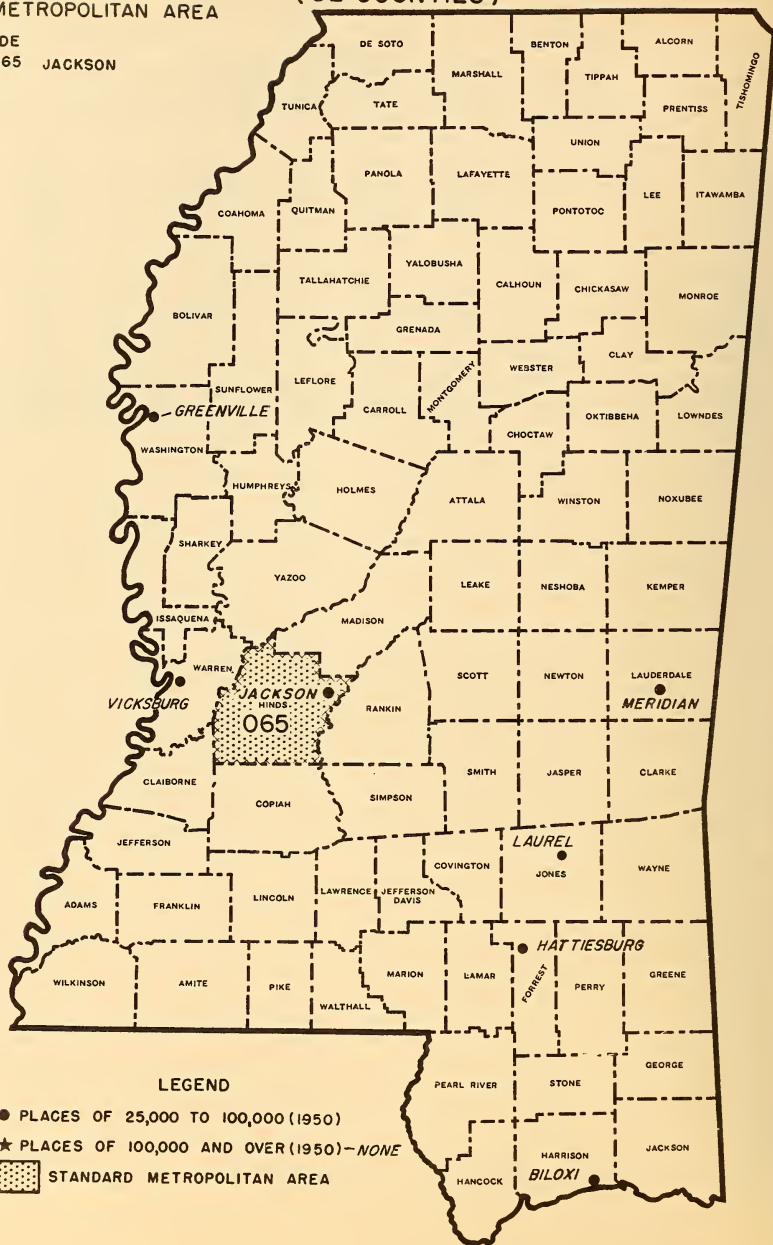 METROPOLITAN AREA
DE
65 JACKSON
DE SOTO
BENTON
ALCORN
MARSHALL
TIPPAH
TISHOMINGO
TUNICA
TATE
PRENTISS
UNION
PANOLA
LAFAYETTE
LEE
ITAWAMBA
COAHOMA
QUITMAN
PONTOTOC
YALOBUSHA
TALLAHATCHIE
CALHOUN
CHICKASAW
MONROE
BOLIVAR
GRENADA
CLAY
WEBSTER
LEFLORE
SUNFLOWER
MONTGOMERY
GREENVILLE
CARROLL
OKTIBBEHA
LOWNDES
CHOCTAW
WASHINGTON
HUMPHREYS
HOLMES
ATTALA
WINSTON
NOXUBEE
SHARKEY
YAZOO
LEAKE
NESHOBA
KEMPER
ISSAQUENA
MADISON
WARREN
SCOTT
NEWTON
LAUDERDALE
VICKSBURG
JACKSON
HINDS
065
RANKIN
MERIDIAN
CLAIBORNE
SMITH
JASPER
CLARKE
COPIAH
SIMPSON
JEFFERSON
LAUREL
COVINGTON
JONES
WAYNE
ADAMS
FRANKLIN
LINCOLN
LAWRENCE
JEFFERSON
DAVIS
HATTIESBURG
WILKINSON
AMITE
PIKE
WALTHALL
MARION
LAMAR
FORREST
PERRY
GREENE
GEORGE
PEARL RIVER
STONE
HANCOCK
HARRISON
BILOXI
JACKSON
LEGEND
PLACES OF 25,000 TO 100,000 (1950)
★ PLACES OF 100,000 AND OVER (1950)-NONE
STANDARD METROPOLITAN AREA